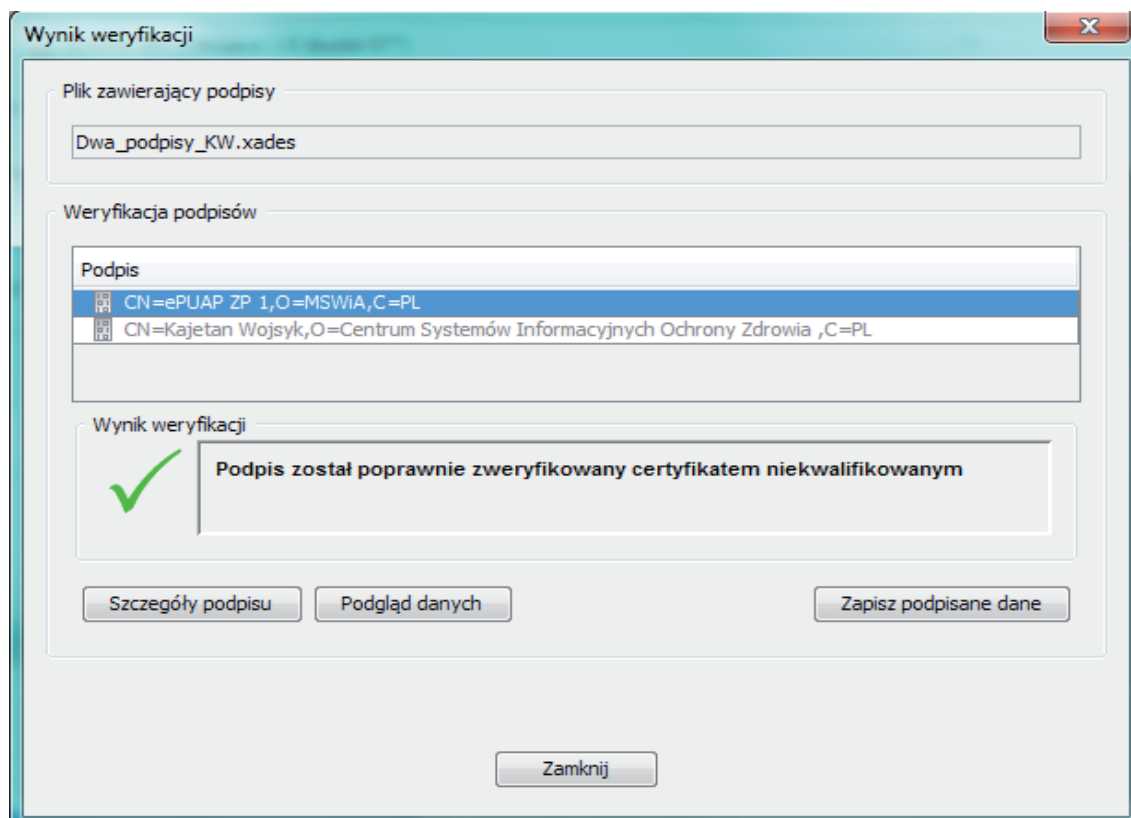 Wynik weryfikacji
Plik zawierający podpisy
Dwa_podpisy_KW.xades
Weryfikacja podpisów
Podpis
CN=ePUAP ZP 1,O=MSWiA,C=PL
CN=Kajetan Wojsyk,O=Centrum Systemów Informacyjnych Ochrony Zdrowia ,C=PL
Wynik weryfikacji
Podpis został poprawnie zweryfikowany certyfikatem niekwalifikowanym
Szczegóły podpisu
Podgląd danych
Zapisz podpisane dane
Zamknij